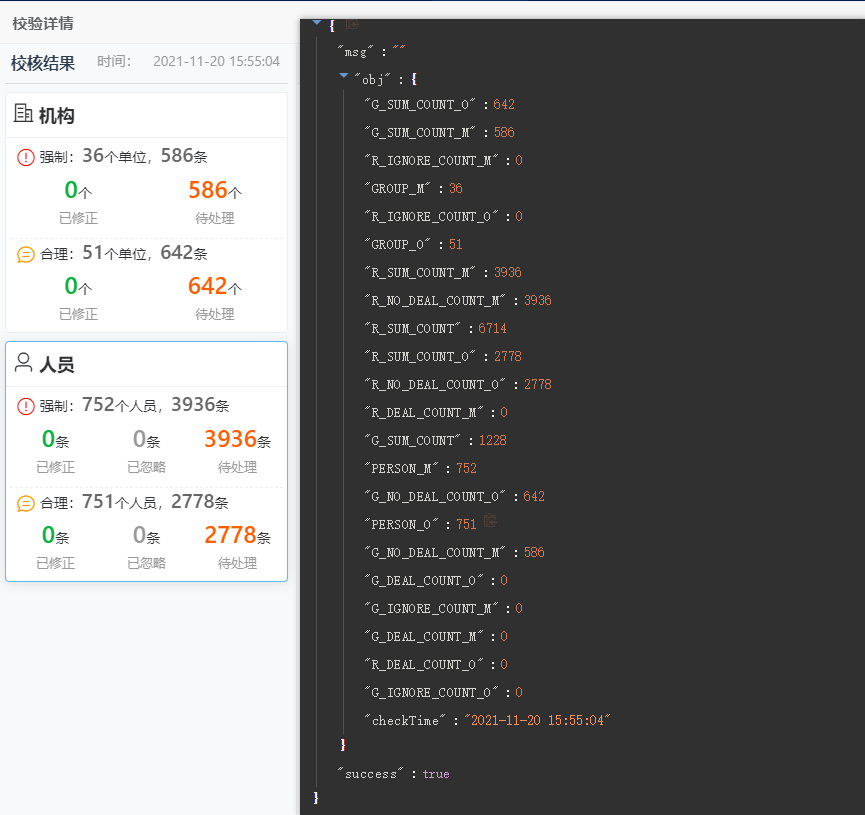 校验详情
校核结果 时间： 2021-11-20 15:55:04
机构
强制：36个单位，586条
0个 586个
已修正 待处理
合理：51个单位，642条
0个 642个
已修正 待处理
人员
强制：752个人员，3936条
0条 0条 3936条
已修正 已忽略 待处理
合理：751个人员，2778条
0条 0条 2778条
已修正 已忽略 待处理
{
"msg" : ""
"obj" : {
"G_SUM_COUNT_O" : 642
"G_SUM_COUNT_M" : 586
"R_IGNORE_COUNT_M" : 0
"GROUP_M" : 36
"R_IGNORE_COUNT_O" : 0
"GROUP_O" : 51
"R_SUM_COUNT_M" : 3936
"R_NO_DEAL_COUNT_M" : 3936
"R_SUM_COUNT" : 6714
"R_SUM_COUNT_O" : 2778
"R_NO_DEAL_COUNT_O" : 2778
"R_DEAL_COUNT_M" : 0
"G_SUM_COUNT" : 1228
"PERSON_M" : 752
"G_NO_DEAL_COUNT_O" : 642
"PERSON_O" : 751
"G_NO_DEAL_COUNT_M" : 586
"G_DEAL_COUNT_O" : 0
"G_IGNORE_COUNT_M" : 0
"G_DEAL_COUNT_M" : 0
"R_DEAL_COUNT_O" : 0
"G_IGNORE_COUNT_O" : 0
"checkTime" : "2021-11-20 15:55:04"
}
"success" : true
}